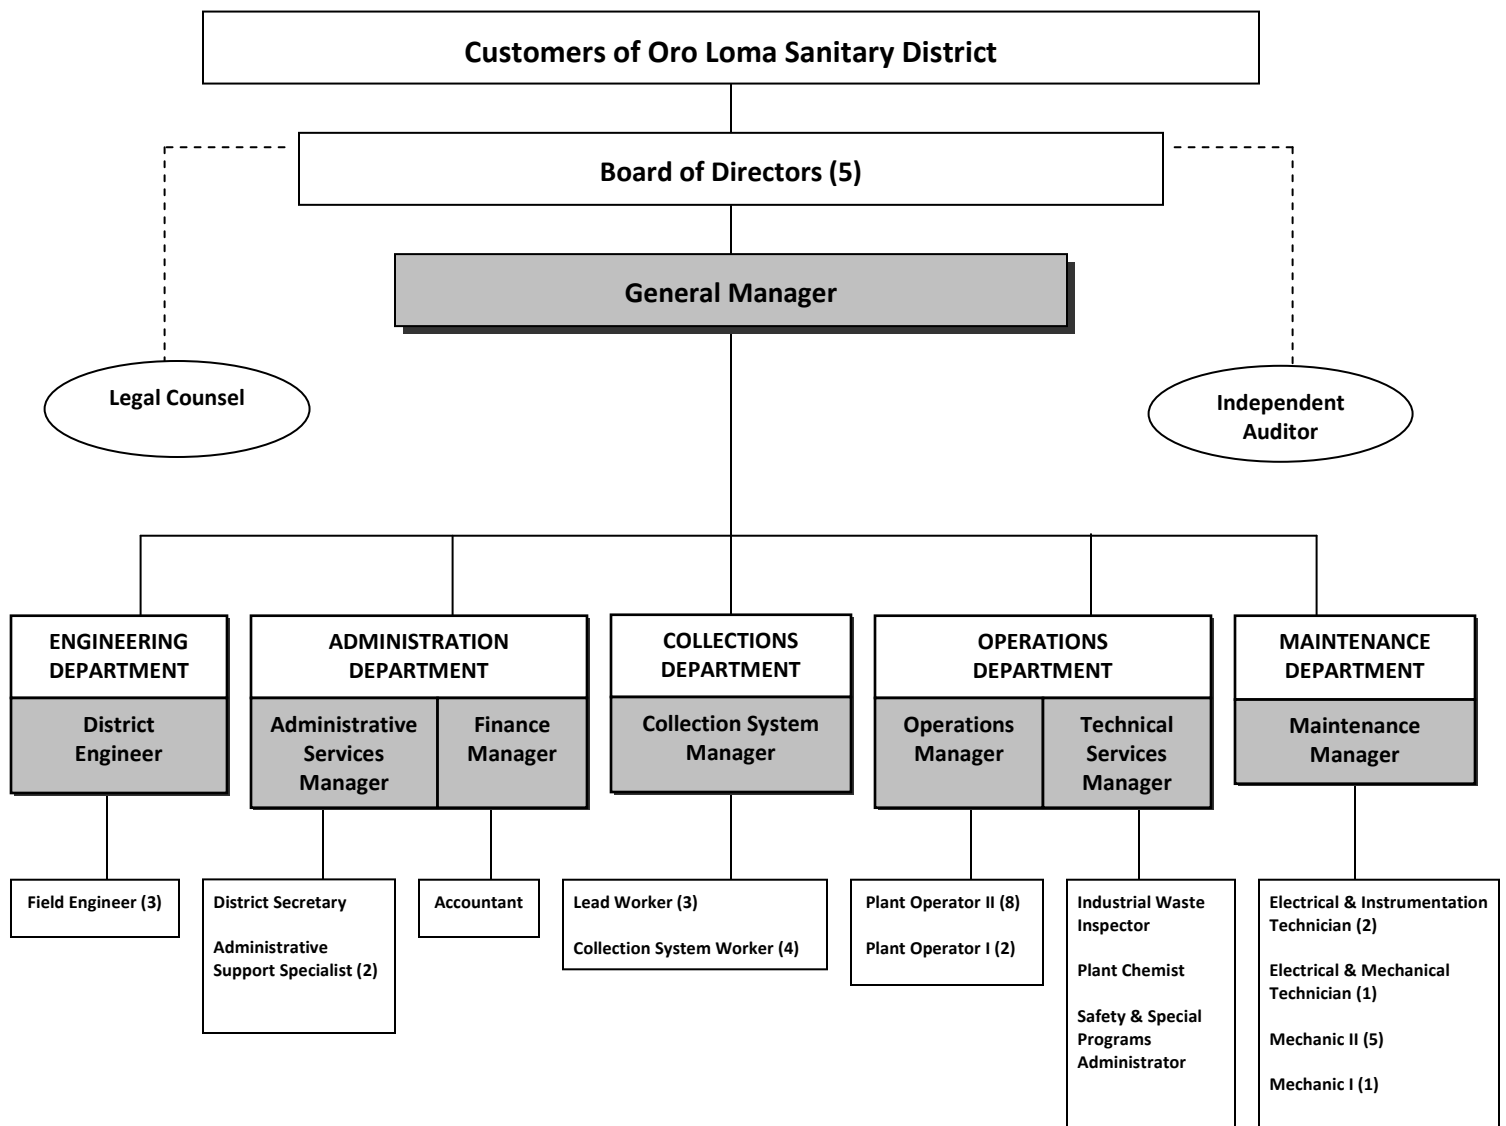 Customers of Oro Loma Sanitary District
Board of Directors (5)
General Manager
Legal Counsel
Independent
Auditor
ENGINEERING
DEPARTMENT
District
Engineer
ADMINISTRATION
DEPARTMENT
Administrative
Services
Manager
Finance
Manager
COLLECTIONS
DEPARTMENT
Collection System
Manager
OPERATIONS
DEPARTMENT
Operations
Manager
Technical
Services
Manager
MAINTENANCE
DEPARTMENT
Maintenance
Manager
Field Engineer (3)
District Secretary
Administrative
Support Specialist (2)
Accountant
Lead Worker (3)
Collection System Worker (4)
Plant Operator II (8)
Plant Operator I (2)
Industrial Waste
Inspector
Plant Chemist
Safety & Special
Programs
Administrator
Electrical & Instrumentation
Technician (2)
Electrical & Mechanical
Technician (1)
Mechanic II (5)
Mechanic I (1)